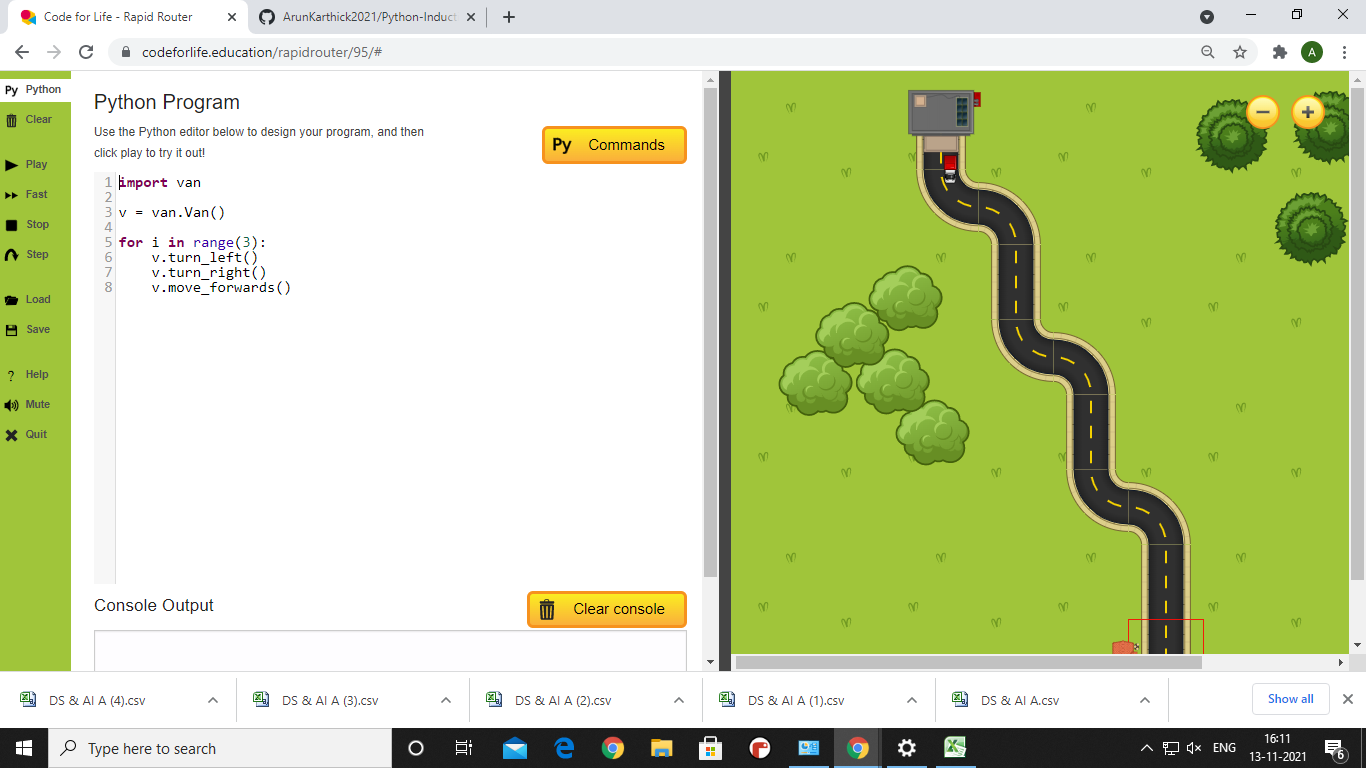 Code for Life - Rapid Router
ArunKarthick2021/Python-Induct
codeforlife.education/rapidrouter/95/#
A
Py Python
Clear
Play
Fast
Stop
Step
Load
Save
? Help
Mute
Quit
Python Program
Use the Python editor below to design your program, and then
click play to try it out!
Py Commands
1 import van
2
3 v = van.Van()
4
5 for i in range(3):
6     v.turn_left()
7     v.turn_right()
8     v.move_forwards()
Console Output
Clear console
DS & AI A (4).csv
DS & AI A (3).csv
DS & AI A (2).csv
DS & AI A (1).csv
DS & AI A.csv
Show all
Type here to search
ENG
16:11
13-11-2021
6